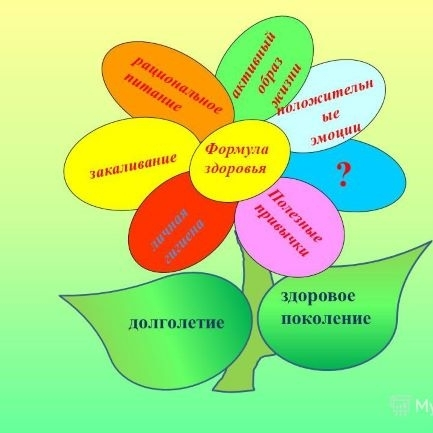 рациональное
питание
активный
образ
жизни
положительн
ые
эмоции
закаливание
Формула
здоровья
?
личная
гигиена
Полезные
привычки
долголетие
здоровое
поколение